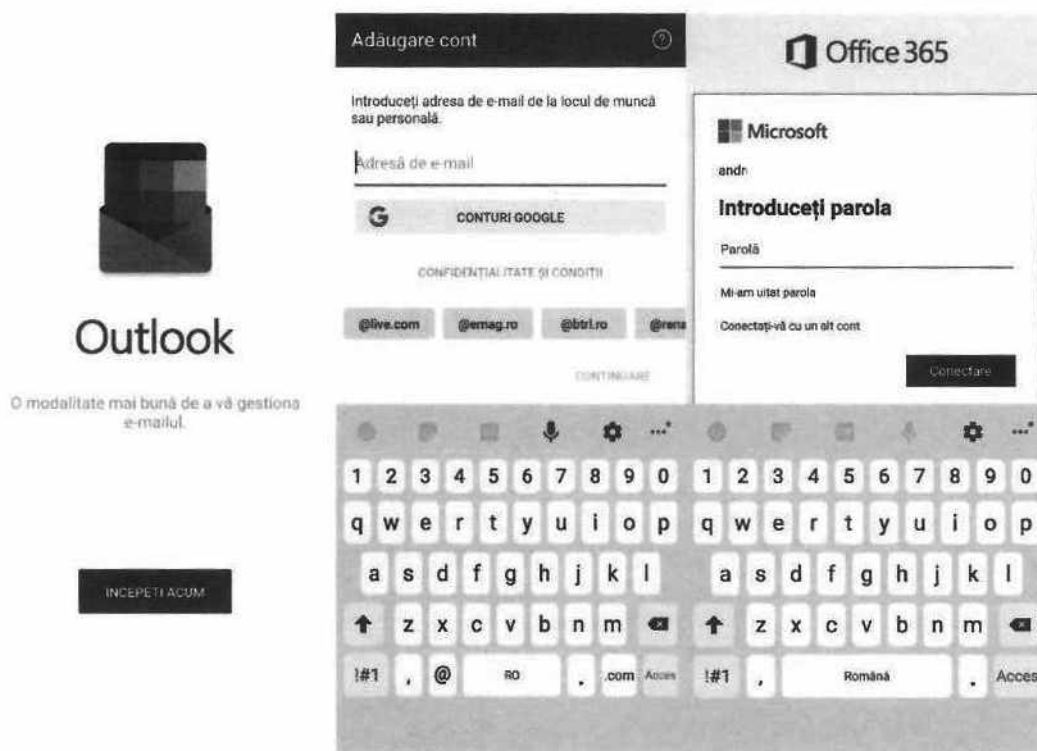 Outlook
O modalitate mai bună de a vă gestiona
e-mailul.
INCEPETI ACUM
Adăugare cont
?
Introduceți adresa de e-mail de la locul de muncă
sau personală.
Adresă de e-mail
G CONTURI GOOGLE
CONFIDENȚIALITATE ȘI CONDIȚII
@live.com @emag.ro @btrl.ro @rena
CONTINUARE
1 2 3 4 5 6 7 8 9 0
q w e r t y u i o p
a s d f g h j k l
z x c v b n m
!#1 , @ RO . .com Acces
Office 365
Microsoft
andr
Introduceți parola
Parolă
Mi-am uitat parola
Conectați-vă cu un alt cont
Conectare
1 2 3 4 5 6 7 8 9 0
q w e r t y u i o p
a s d f g h j k l
z x c v b n m
!#1 , Română . Acces